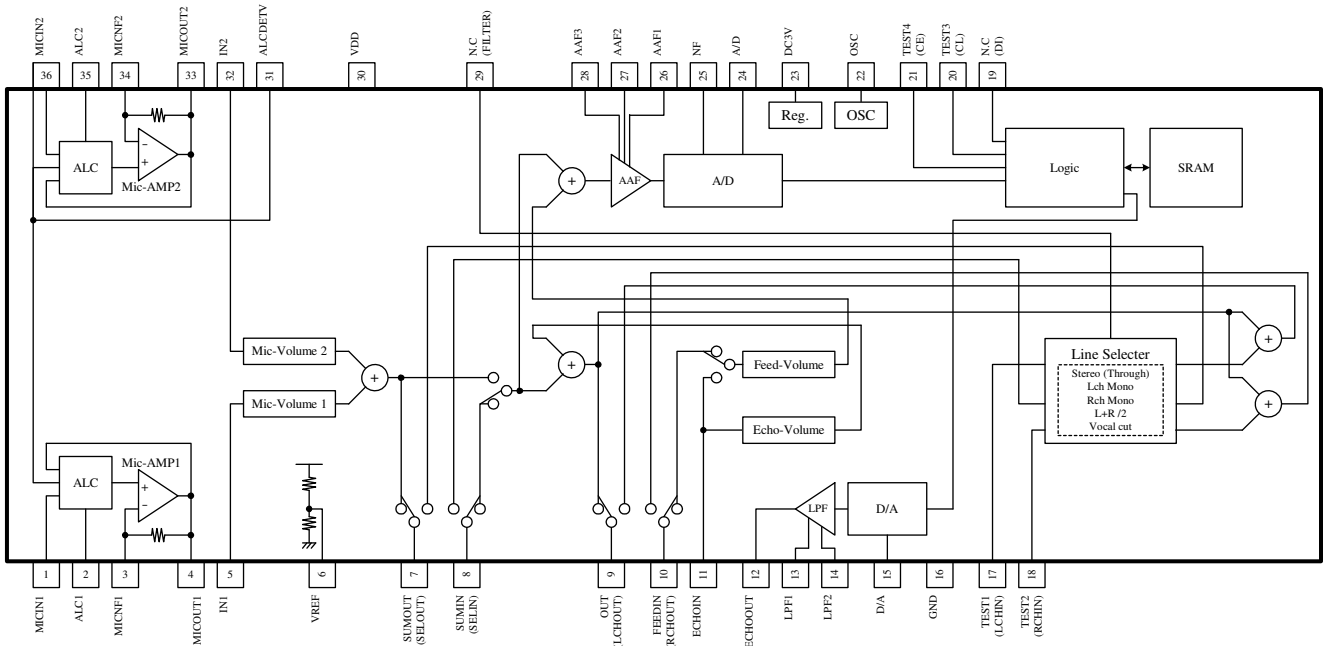 MICIN2
ALC2
MICNF2
MICOUT2
IN2
ALCDETV
VDD
N.C
(FILTER)
AAF3
AAF2
AAF1
NF
A/D
DC3V
OSC
TEST4
(CE)
TEST3
(CL)
N.C
(DI)
36
35
34
33
32
31
30
29
28
27
26
25
24
23
22
21
20
19
Reg.
OSC
ALC
−
+
Mic-AMP2
+
AAF
A/D
Logic
SRAM
Mic-Volume 2
+
Mic-Volume 1
+
Feed-Volume
Echo-Volume
Line Selecter
Stereo (Through)
Lch Mono
Rch Mono
L+R /2
Vocal cut
+
+
Mic-AMP1
ALC
+
−
LPF
D/A
1
2
3
4
5
6
7
8
9
10
11
12
13
14
15
16
17
18
MICIN1
ALC1
MICNF1
MICOUT1
IN1
VREF
SUMOUT
(SELOUT)
SUMIN
(SELIN)
OUT
(LCHOUT)
FEEDIN
(RCHOUT)
ECHOIN
ECHOOUT
LPF1
LPF2
D/A
GND
TEST1
(LCHIN)
TEST2
(RCHIN)